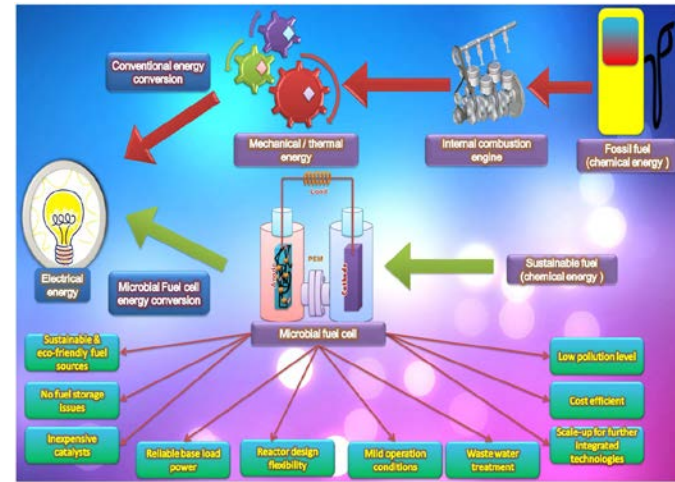 Conventional energy
conversion
Mechanical / thermal
energy
Internal combustion
engine
Fossil fuel
(chemical energy )
Load
Anode
PEM
Cathode
Sustainable fuel
(chemical energy )
Electrical
energy
Microbial Fuel cell
energy conversion
Microbial fuel cell
Sustainable &
eco-friendly fuel
sources
No fuel storage
issues
Inexpensive
catalysts
Reliable base load
power
Reactor design
flexibility
Mild operation
conditions
Waste water
treatment
Low pollution level
Cost efficient
Scale-up for further
integrated
technologies